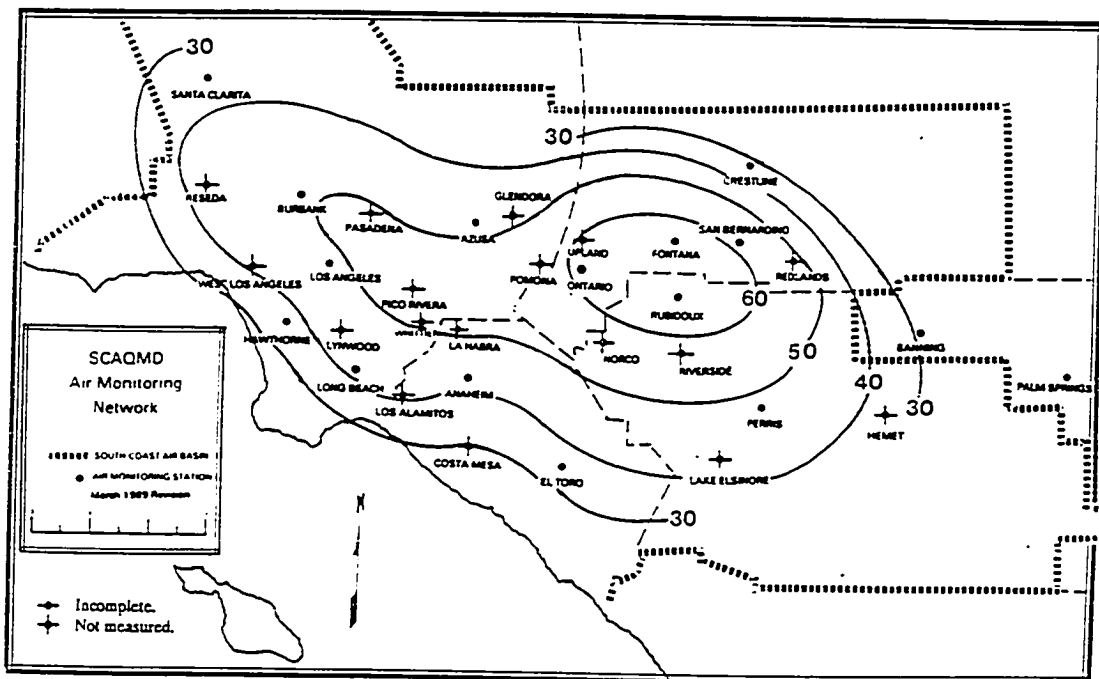 30
SANTA CLARITA
30
CRESTLINE
RESEDA
BURBANK
GLENDORA
PASADENA
AZUSA
SAN BERNARDINO
UPLAND
FONTANA
WEST LOS ANGELES
LOS ANGELES
POMONA
ONTARIO
REDLANDS
PICO RIVERA
60
RUBIDOUX
HAWTHORNE
LYNWOOD
LA HABRA
NORCO
BANNING
50
RIVERSIDE
40
LONG BEACH
ANAHEIM
PALM SPRINGS
LOS ALAMITOS
30
PERRIS
HEMET
COSTA MESA
EL TORO
LAKE ELSINORE
30
SCAQMD
Air Monitoring
Network
SOUTH COAST AIR BASIN
AIR MONITORING STATION
March 1989 Revision
Incomplete.
Not measured.